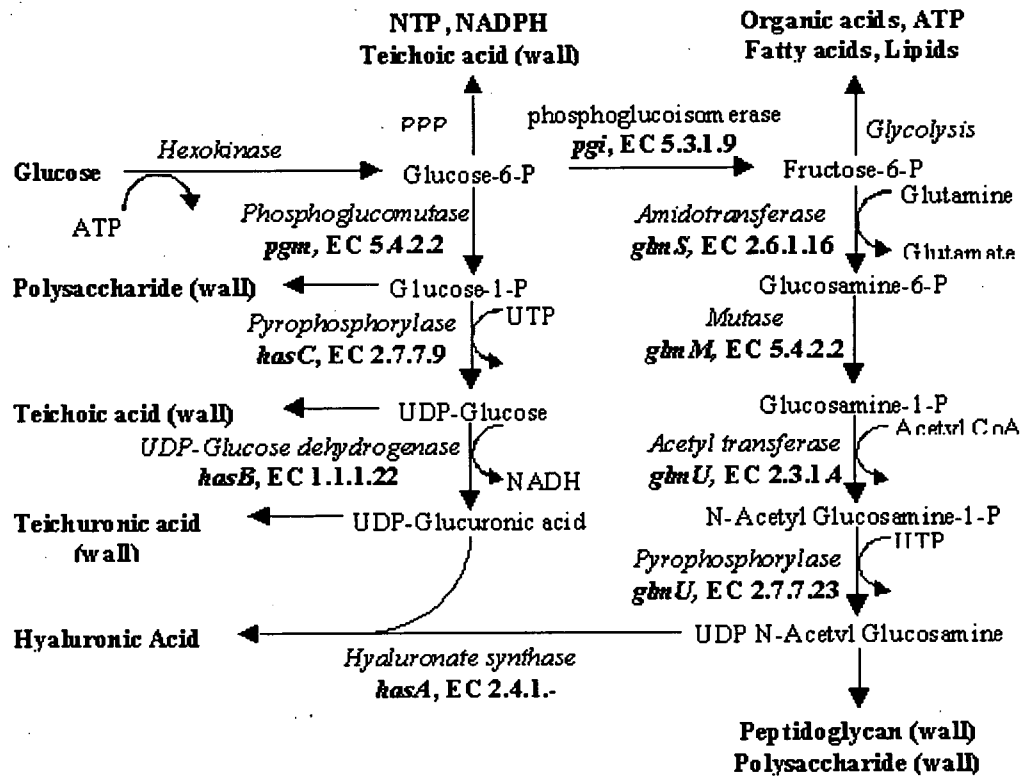 NTP, NADPH
Teichoic acid (wall)
Organic acids, ATP
Fatty acids, Lipids
PPP
phosphoglucoisomerase
pgi, EC 5.3.1.9
Glycolysis
Hexokinase
Glucose
Glucose-6-P
Fructose-6-P
ATP
Phosphoglucomutase
pgm, EC 5.4.2.2
Amidotransferase
glmS, EC 2.6.1.16
Glutamine
Glutamate
Polysaccharide (wall)
Glucose-1-P
Glucosamine-6-P
Pyrophosphorylase
hasC, EC 2.7.7.9
UTP
Mutase
glmM, EC 5.4.2.2
Teichoic acid (wall)
UDP-Glucose
Glucosamine-1-P
UDP-Glucose dehydrogenase
hasB, EC 1.1.1.22
NADH
Acetyl transferase
glmU, EC 2.3.1.4
Acetyl CoA
Teichuronic acid
(wall)
UDP-Glucuronic acid
N-Acetyl Glucosamine-1-P
Pyrophosphorylase
glmU, EC 2.7.7.23
UTP
Hyaluronic Acid
UDP N-Acetyl Glucosamine
Hyaluronate synthase
hasA, EC 2.4.1.-
Peptidoglycan (wall)
Polysaccharide (wall)